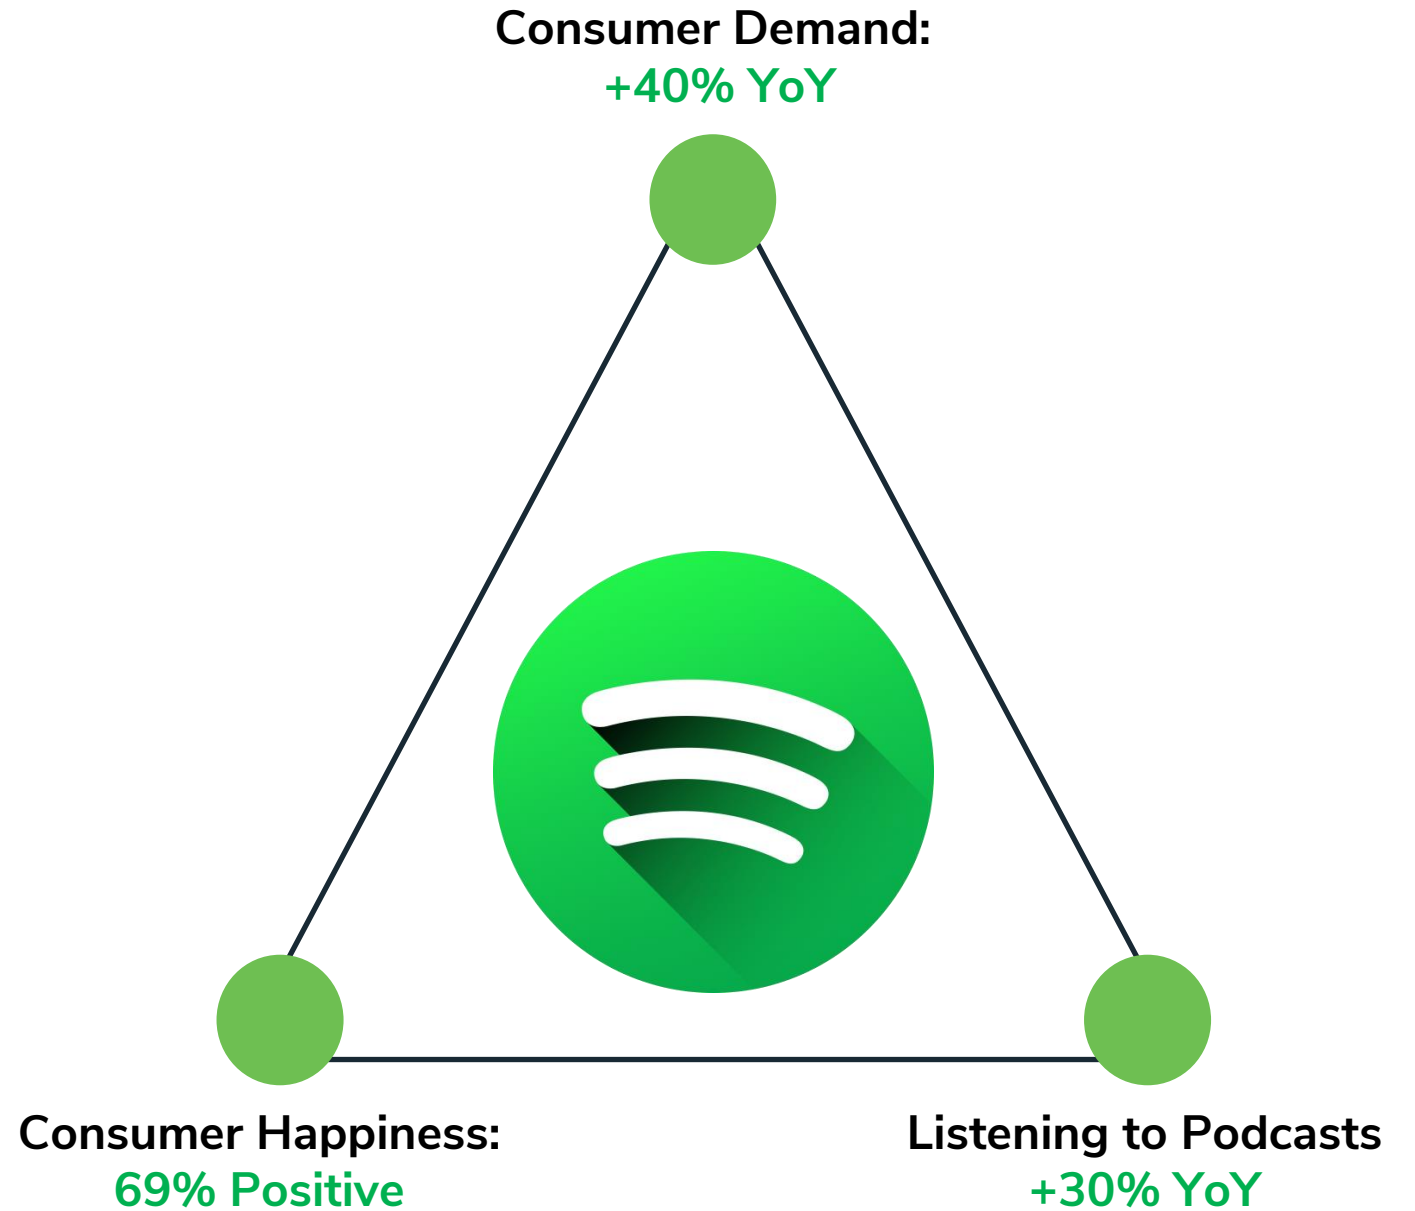 Consumer Demand:
+40% YoY
Consumer Happiness:
69% Positive
Listening to Podcasts
+30% YoY